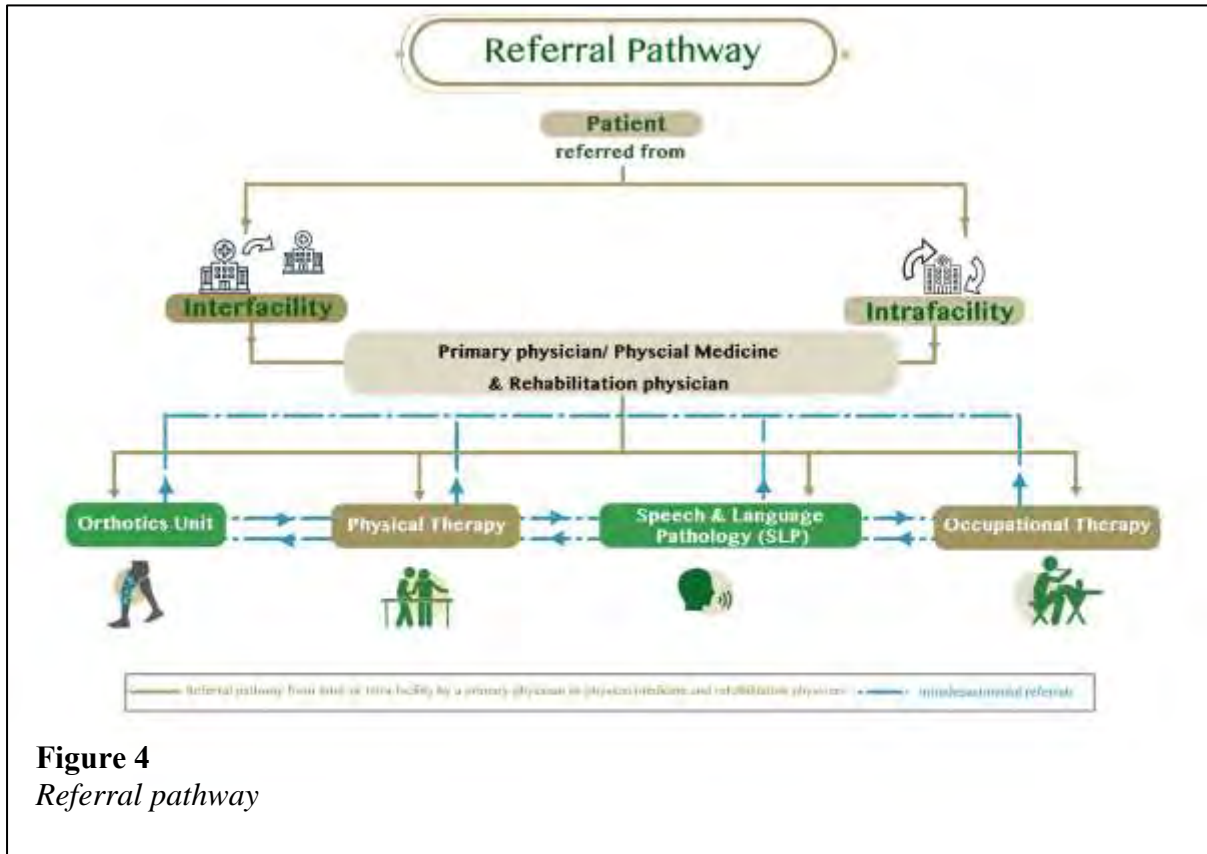 Referral Pathway
Patient
referred from
Interfacility
Intrafacility
Primary physician/ Physcial Medicine
& Rehabilitation physician
Orthotics Unit
Physical Therapy
Speech & Language
Pathology (SLP)
Occupational Therapy
Referral pathway from inter or intra facility by a primary physician or physical medicine and rehabilitation physician
Intradepartmental referrals
Figure 4
Referral pathway